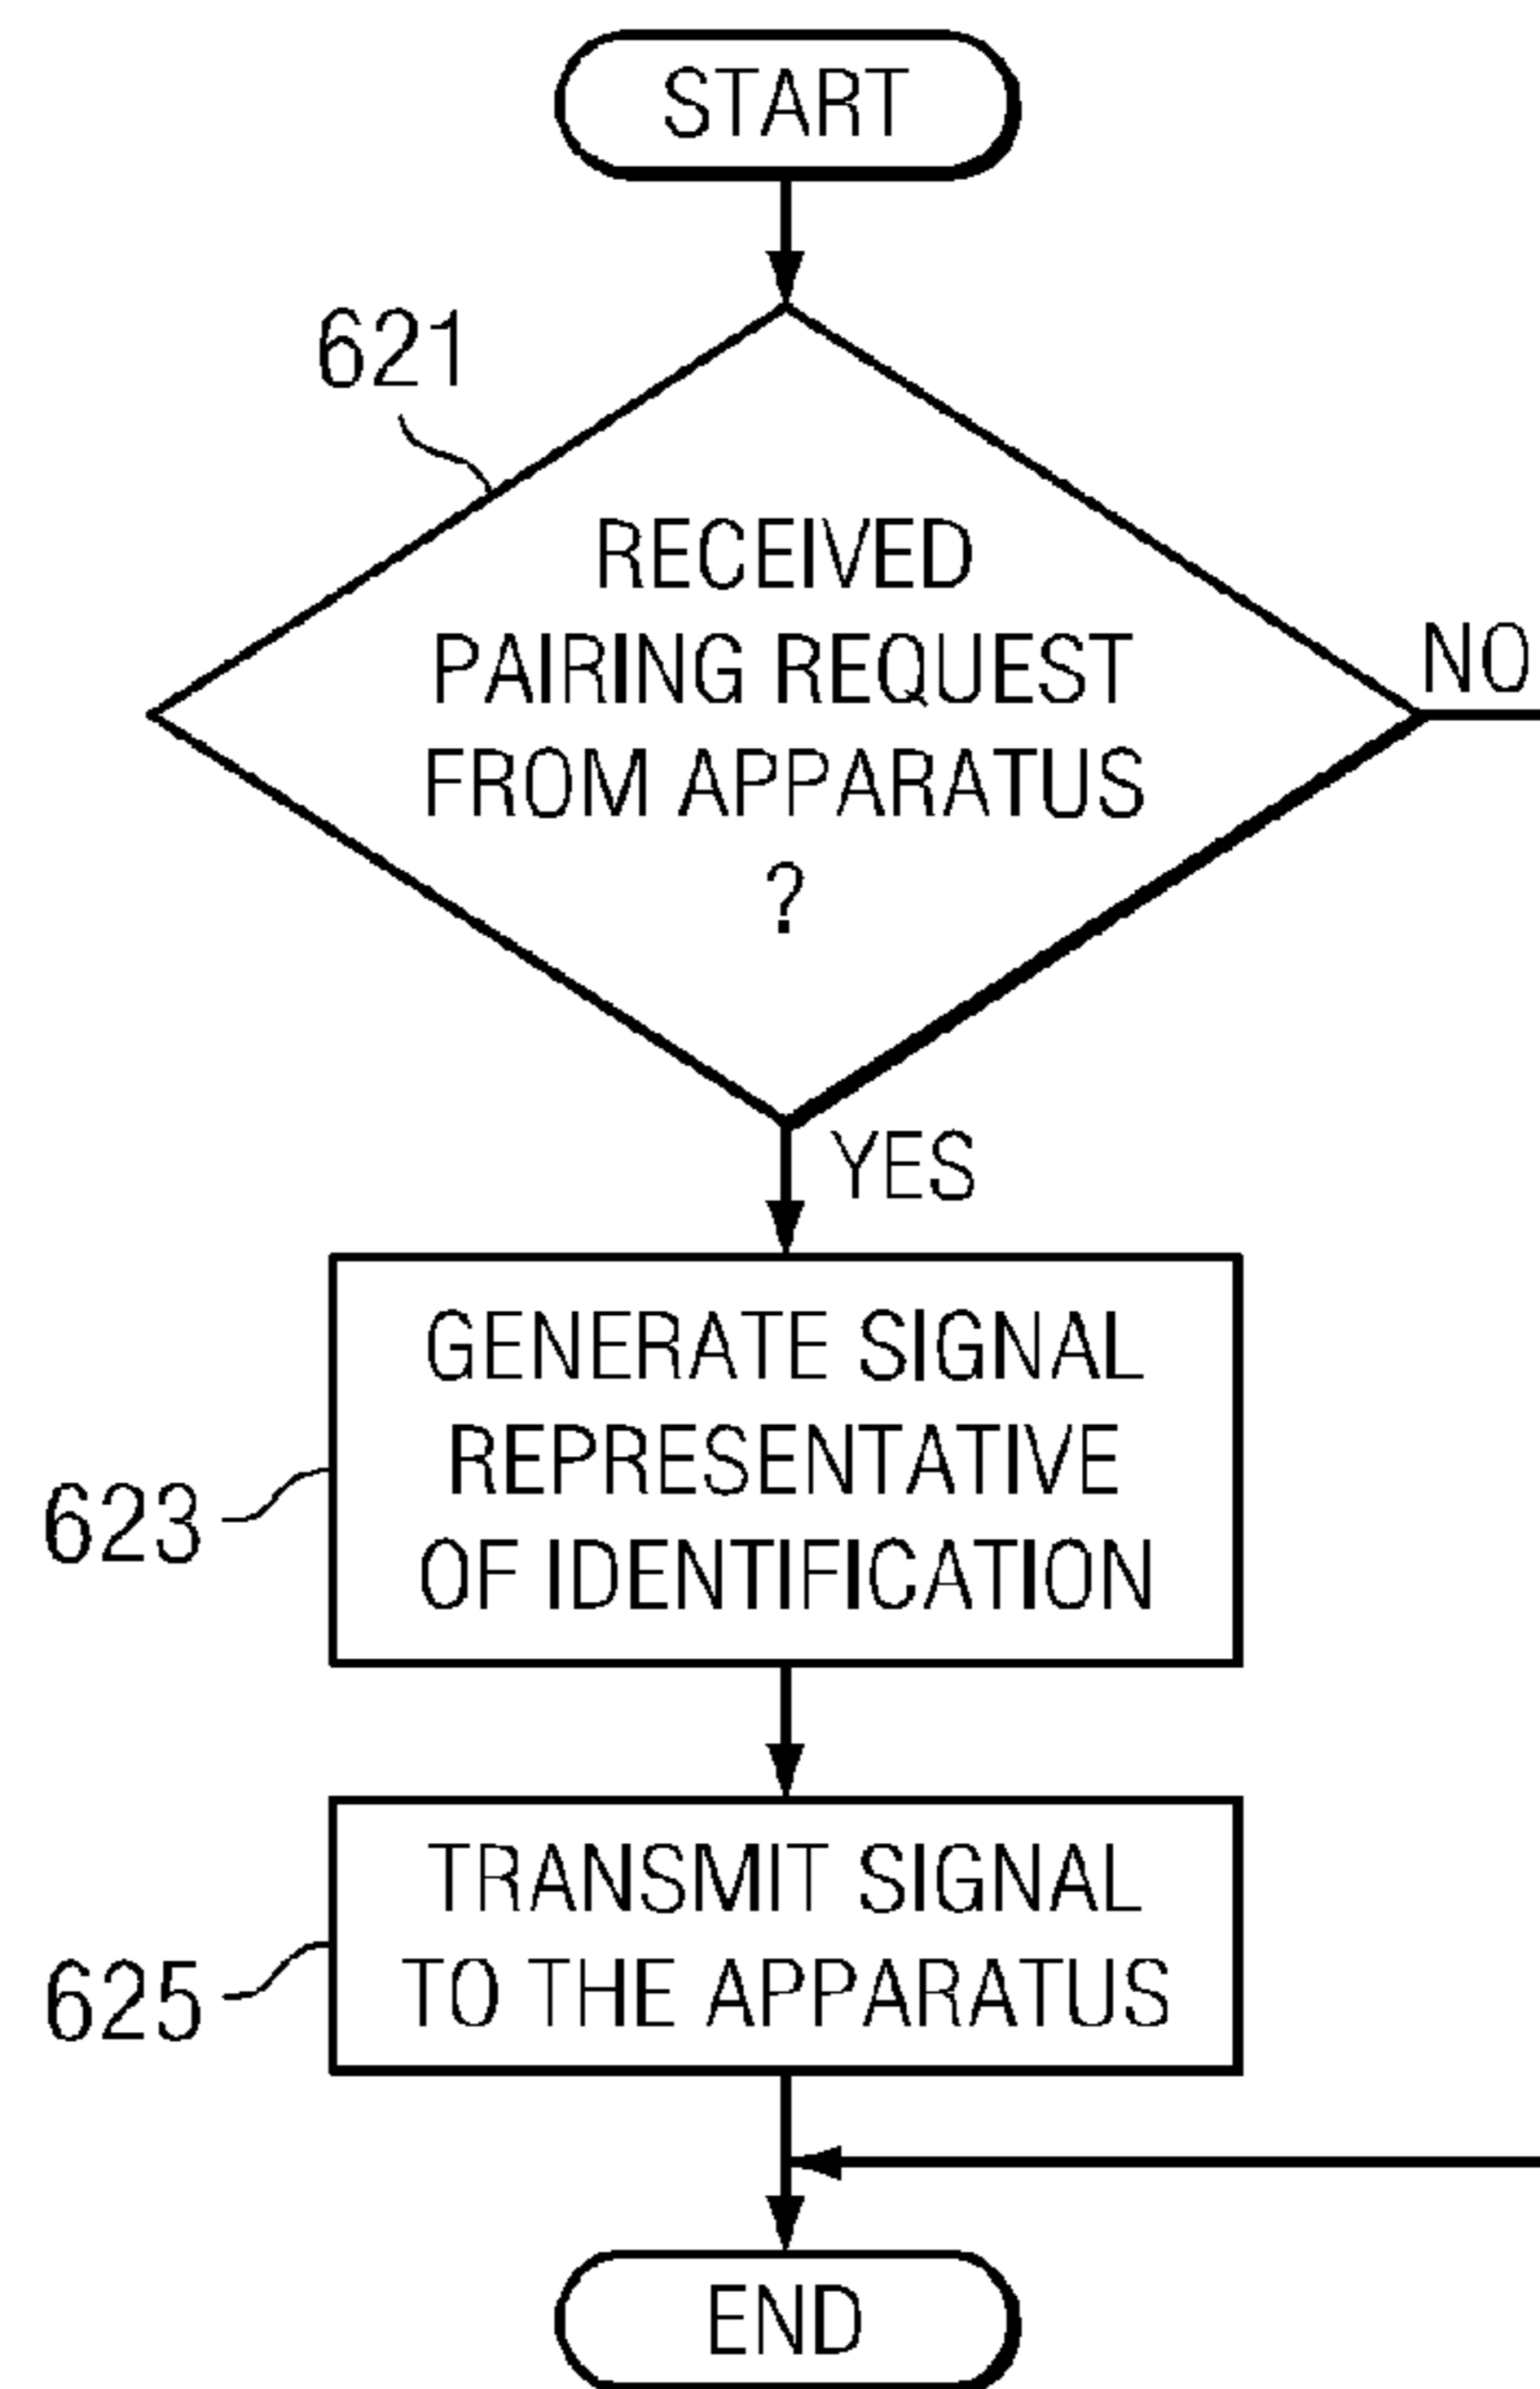 START
621
RECEIVED
PAIRING REQUEST
FROM APPARATUS
?
NO
YES
GENERATE SIGNAL
REPRESENTATIVE
OF IDENTIFICATION
623
TRANSMIT SIGNAL
TO THE APPARATUS
625
END